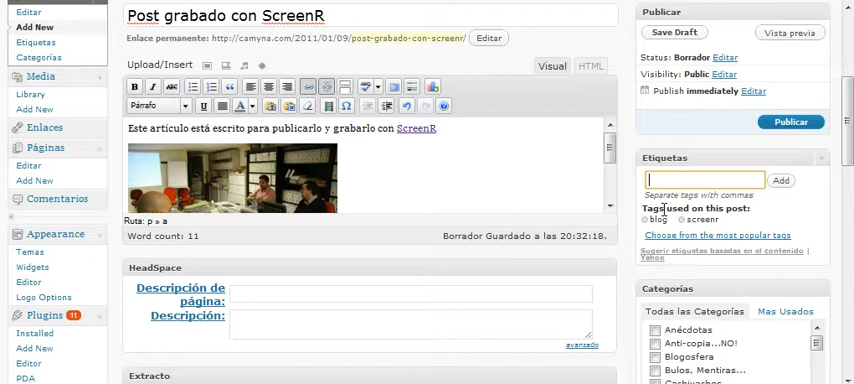 Editar
Add New
Etiquetas
Categorías
Media
Library
Add New
Enlaces
Páginas
Editar
Add New
Comentarios
Appearance
Temas
Widgets
Editor
Logo Options
Plugins 11
Installed
Add New
Editor
PDA
Post grabado con ScreenR
Enlace permanente: http://camyna.com/2011/01/09/post-grabado-con-screenr/ Editar
Upload/Insert
Visual HTML
B I ABC
Párrafo U A
Este artículo está escrito para publicarlo y grabarlo con ScreenR
Ruta: p » a
Word count: 11 Borrador Guardado a las 20:32:18.
HeadSpace
Descripción de
página:
Descripción:
avanzado
Extracto
Publicar
Save Draft Vista previa
Status: Borrador Editar
Visibility: Public Editar
Publish immediately Editar
Publicar
Etiquetas
Add
Separate tags with commas
Tags used on this post:
blog screenr
Choose from the most popular tags
Sugerir etiquetas basadas en el contenido |
Yahoo
Categorías
Todas las Categorías Mas Usados
Anécdotas
Anti-copia...NO!
Blogosfera
Bulos, Mentiras...
Cachivaches